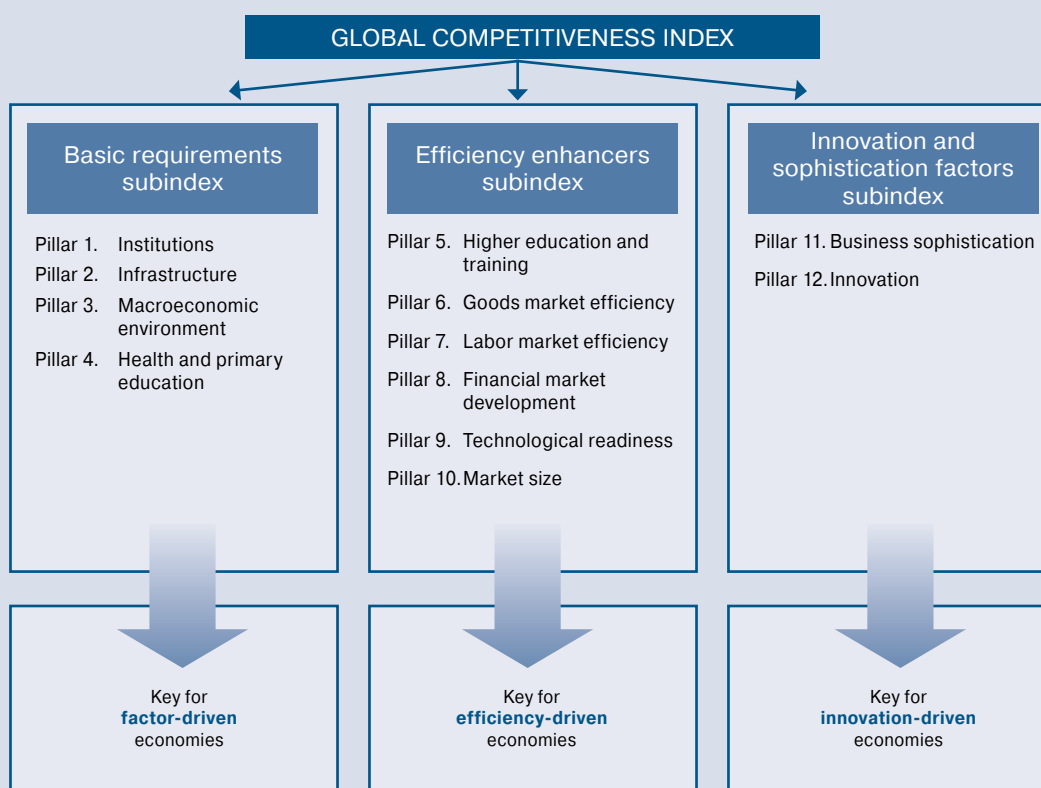 GLOBAL COMPETITIVENESS INDEX
Basic requirements
subindex
Pillar 1. Institutions
Pillar 2. Infrastructure
Pillar 3. Macroeconomic
environment
Pillar 4. Health and primary
education
Key for
factor-driven
economies
Efficiency enhancers
subindex
Pillar 5. Higher education and
training
Pillar 6. Goods market efficiency
Pillar 7. Labor market efficiency
Pillar 8. Financial market
development
Pillar 9. Technological readiness
Pillar 10. Market size
Key for
efficiency-driven
economies
Innovation and
sophistication factors
subindex
Pillar 11. Business sophistication
Pillar 12. Innovation
Key for
innovation-driven
economies